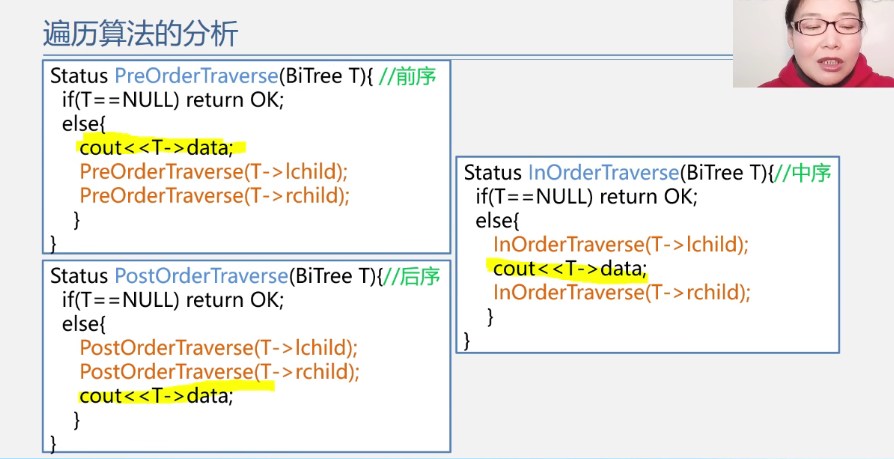 遍历算法的分析
Status PreOrderTraverse(BiTree T){ //前序
if(T==NULL) return OK;
else{
cout<<T->data;
PreOrderTraverse(T->lchild);
PreOrderTraverse(T->rchild);
}
}
Status InOrderTraverse(BiTree T){//中序
if(T==NULL) return OK;
else{
InOrderTraverse(T->lchild);
cout<<T->data;
InOrderTraverse(T->rchild);
}
}
Status PostOrderTraverse(BiTree T){//后序
if(T==NULL) return OK;
else{
PostOrderTraverse(T->lchild);
PostOrderTraverse(T->rchild);
cout<<T->data;
}
}